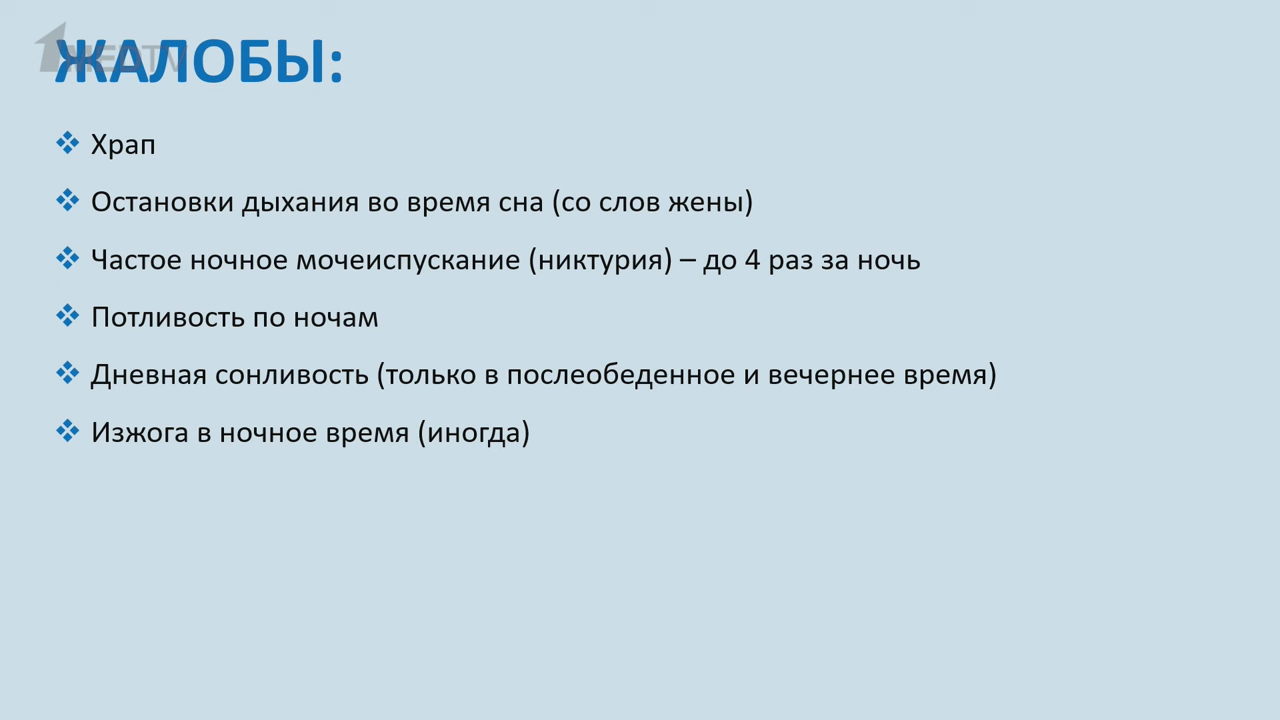 ЖАЛОБЫ:
Храп
Остановки дыхания во время сна (со слов жены)
Частое ночное мочеиспускание (никтурия) – до 4 раз за ночь
Потливость по ночам
Дневная сонливость (только в послеобеденное и вечернее время)
Изжога в ночное время (иногда)